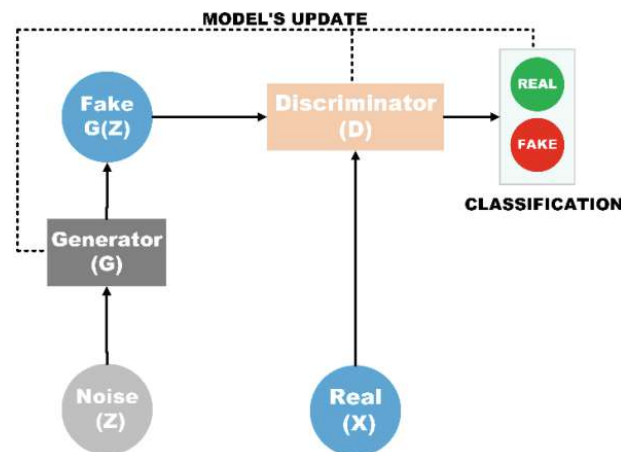 MODEL'S UPDATE
Fake
G(Z)
Discriminator
(D)
REAL
FAKE
CLASSIFICATION
Generator
(G)
Noise
(Z)
Real
(X)